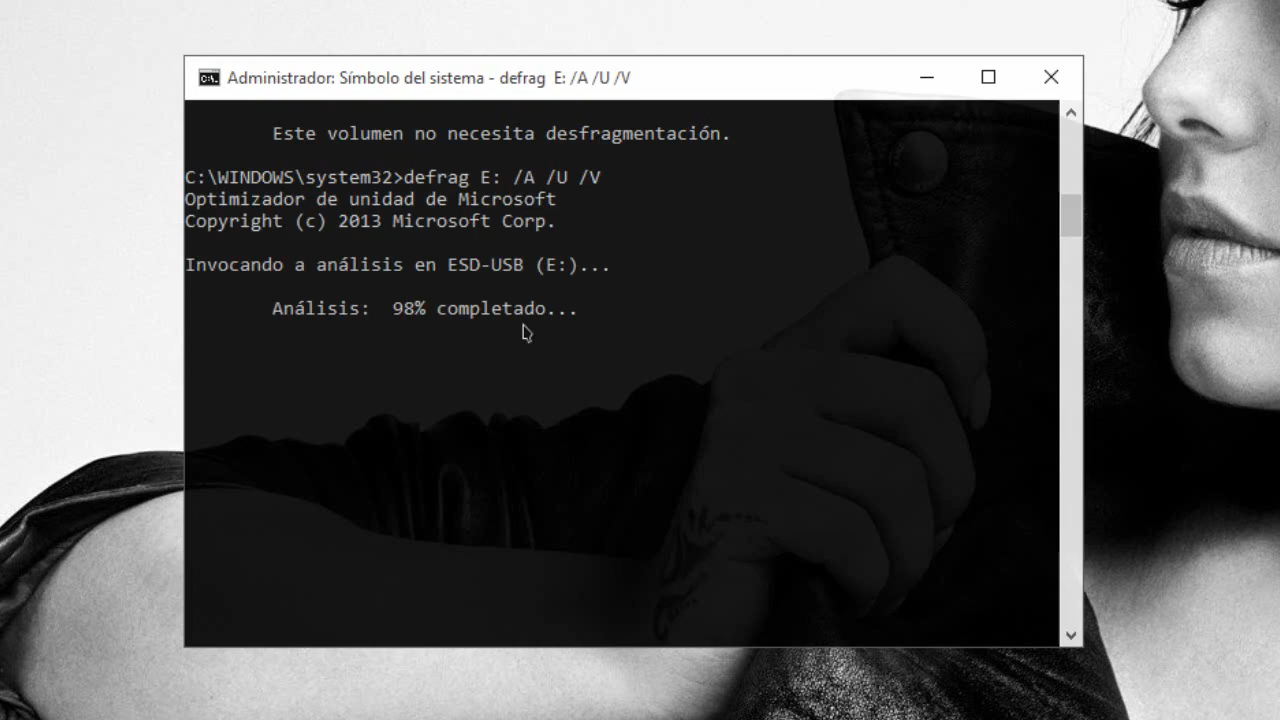 Administrador: Símbolo del sistema - defrag E: /A /U /V
Este volumen no necesita desfragmentación.
C:\WINDOWS\system32>defrag E: /A /U /V
Optimizador de unidad de Microsoft
Copyright (c) 2013 Microsoft Corp.
Invocando a análisis en ESD-USB (E:)...
Análisis:  98% completado...